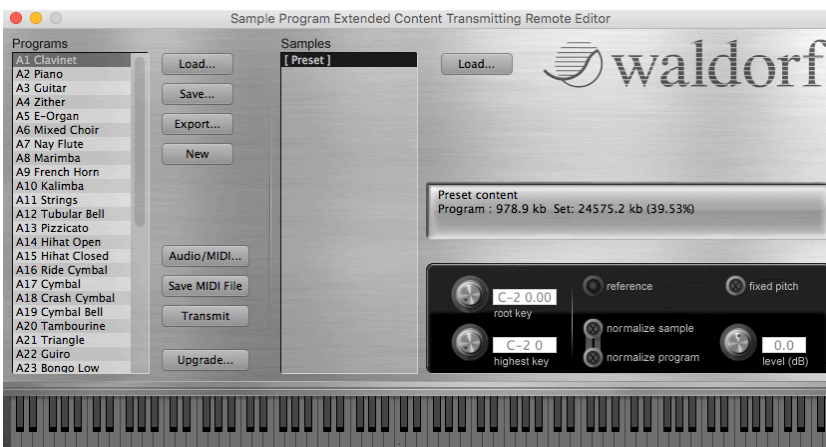 Sample Program Extended Content Transmitting Remote Editor
Programs
A1 Clavinet
A2 Piano
A3 Guitar
A4 Zither
A5 E-Organ
A6 Mixed Choir
A7 Nay Flute
A8 Marimba
A9 French Horn
A10 Kalimba
A11 Strings
A12 Tubular Bell
A13 Pizzicato
A14 Hihat Open
A15 Hihat Closed
A16 Ride Cymbal
A17 Cymbal
A18 Crash Cymbal
A19 Cymbal Bell
A20 Tambourine
A21 Triangle
A22 Guiro
A23 Bongo Low
Load...
Save...
Export...
New
Audio/MIDI...
Save MIDI File
Transmit
Upgrade...
Samples
[ Preset ]
Load...
waldorf
Preset content
Program : 978.9 kb Set: 24575.2 kb (39.53%)
C-2 0.00
root key
C-2 0
highest key
reference
fixed pitch
normalize sample
normalize program
0.0
level (dB)